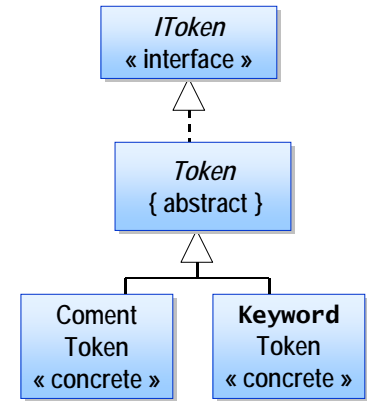 IToken
« interface »
Token
{ abstract }
Coment
Token
« concrete »
Keyword
Token
« concrete »